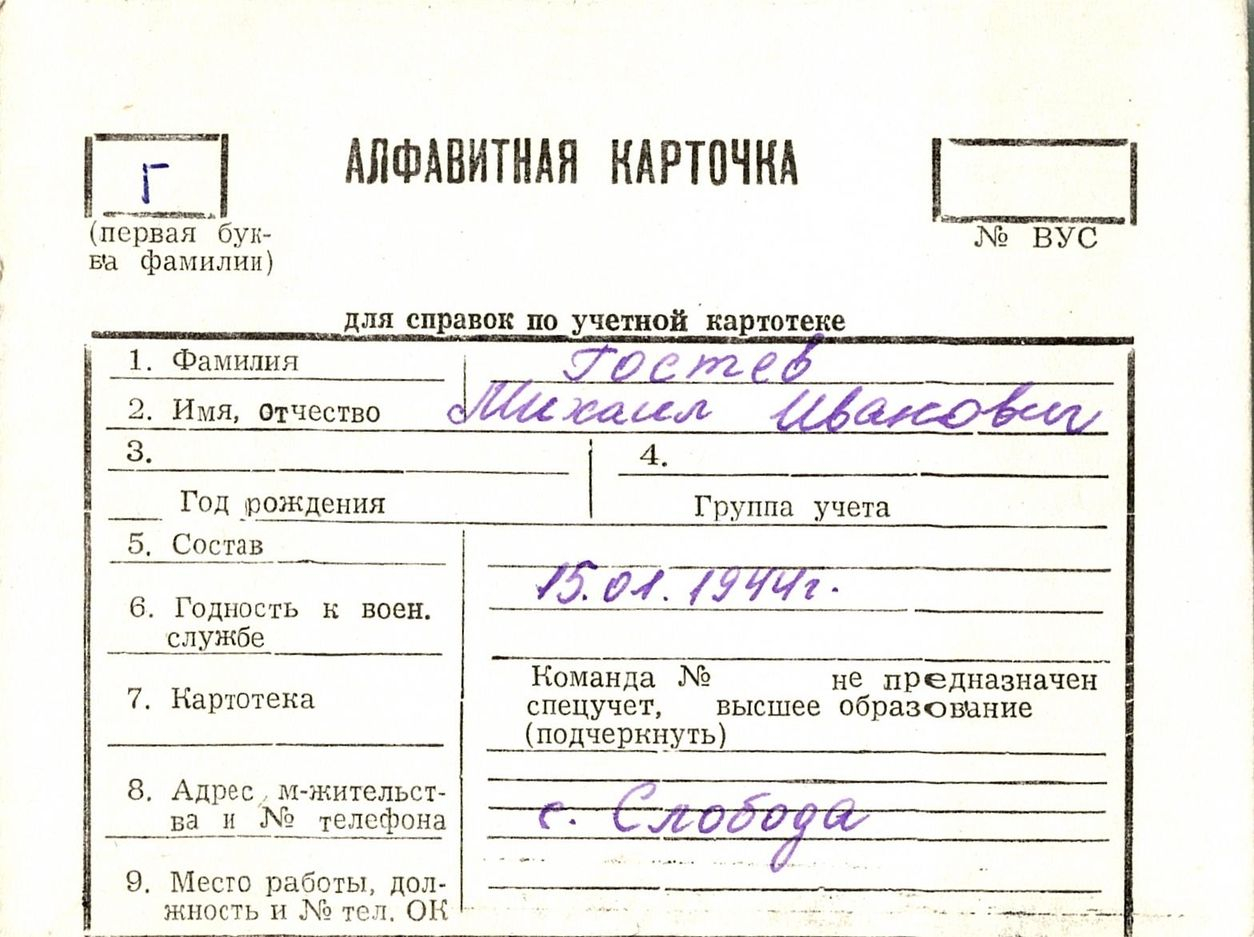 Г
АЛФАВИТНАЯ КАРТОЧКА
(первая бук-
ва фамилии)
№ ВУС
для справок по учетной картотеке
1. Фамилия Гостев
2. Имя, отчество Михаил Иванович
3. 4.
Год рождения Группа учета
5. Состав
15.01.1944г.
6. Годность к воен.
службе
Команда № не предназначен
7. Картотека спецучет, высшее образование
(подчеркнуть)
8. Адрес м-жительст-
ва и № телефона с. Слобода
9. Место работы, дол-
жность и № тел. ОК